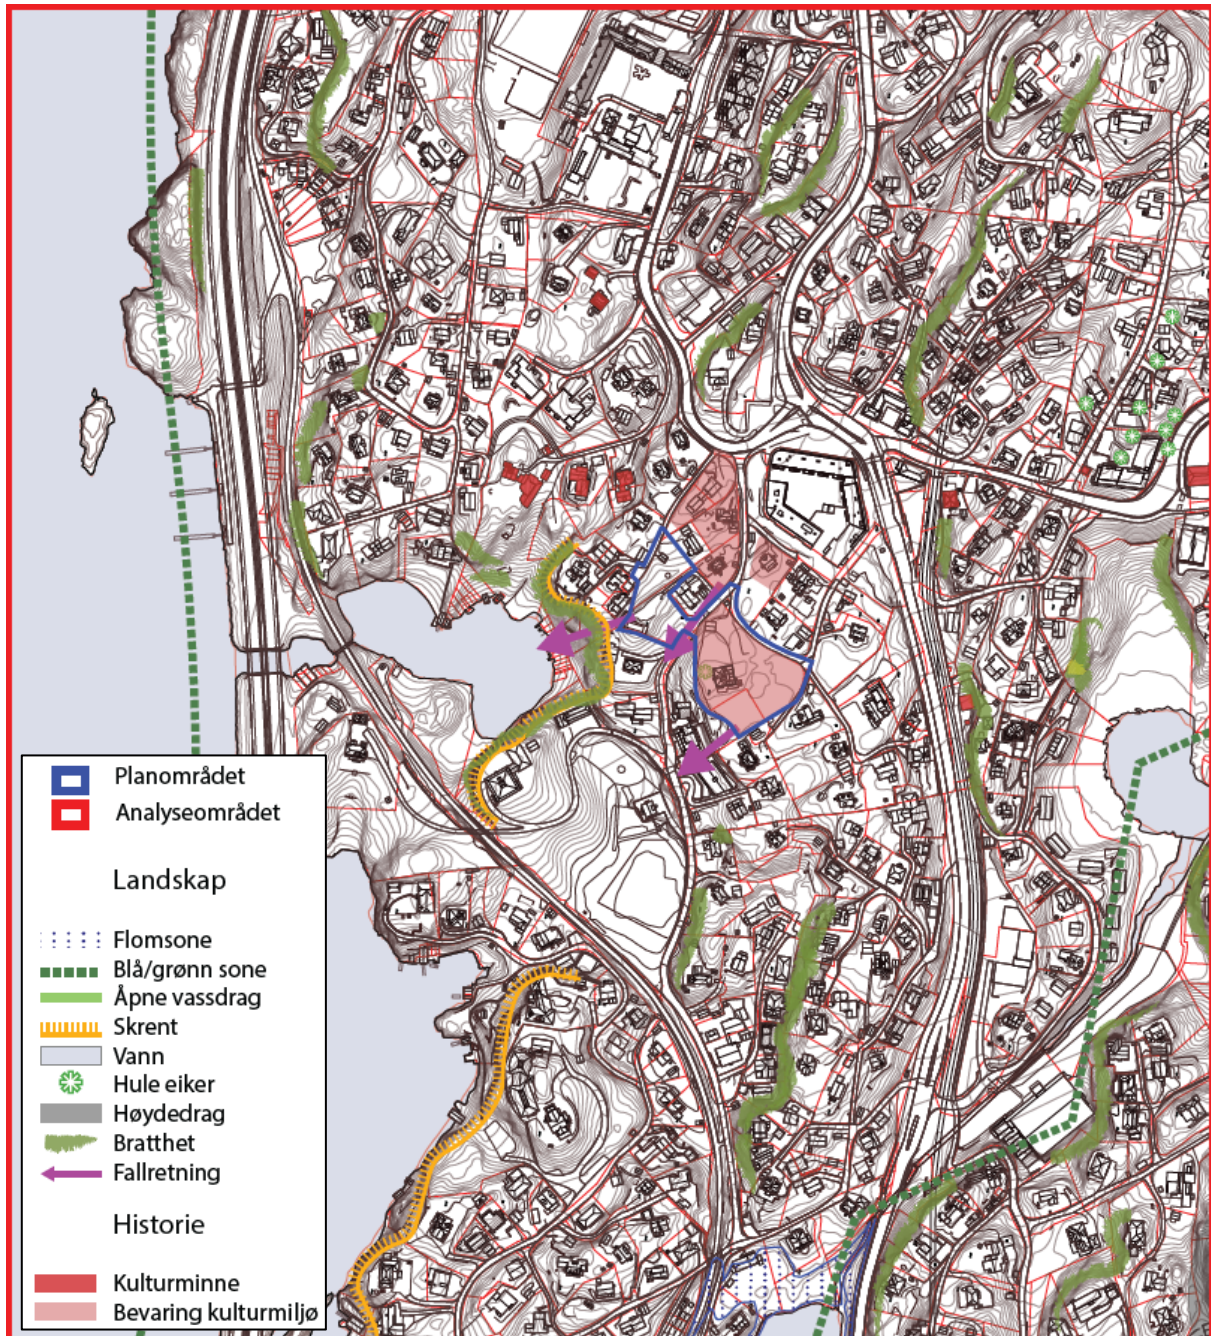 Planområdet
Analyseområdet
Landskap
Flomsone
Blå/grønn sone
Åpne vassdrag
Skrent
Vann
Hule eiker
Høydedrag
Bratthet
Fallretning
Historie
Kulturminne
Bevaring kulturmiljø